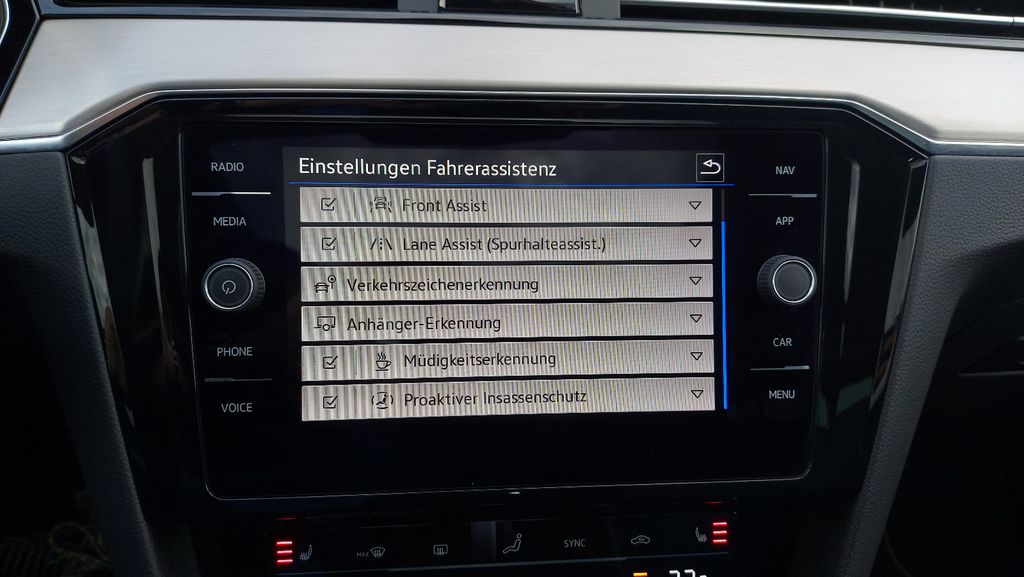 Einstellungen Fahrerassistenz
Front Assist
Lane Assist (Spurhalteassist.)
Verkehrszeichenerkennung
Anhänger-Erkennung
Müdigkeitserkennung
Proaktiver Insassenschutz
RADIO
MEDIA
PHONE
VOICE
NAV
APP
CAR
MENU
MAX
SYNC